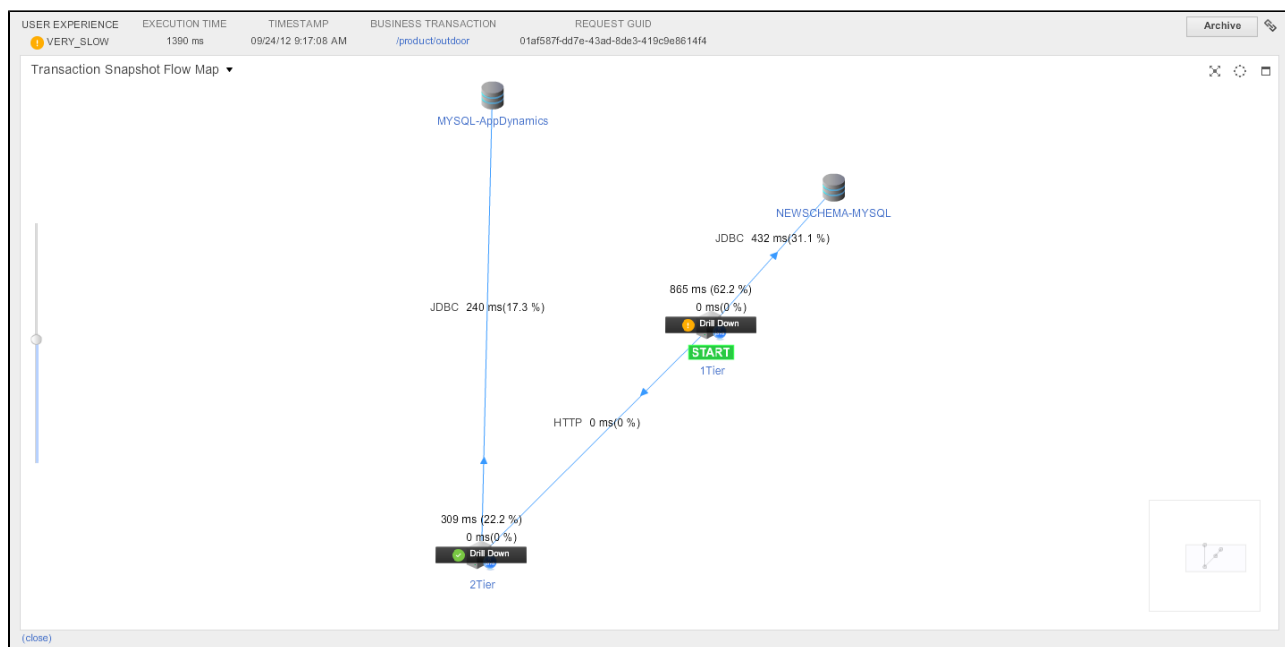 USER EXPERIENCE EXECUTION TIME TIMESTAMP BUSINESS TRANSACTION REQUEST GUID
VERY_SLOW 1390 ms 09/24/12 9:17:08 AM /product/outdoor 01af587f-dd7e-43ad-8de3-419c9e8614f4
Archive
Transaction Snapshot Flow Map
MYSQL-AppDynamics
NEWSCHEMA-MYSQL
JDBC 432 ms(31.1 %)
865 ms (62.2 %)
JDBC 240 ms(17.3 %)
0 ms(0 %)
Drill Down
START
1Tier
HTTP 0 ms(0 %)
309 ms (22.2 %)
0 ms(0 %)
Drill Down
2Tier
(close)